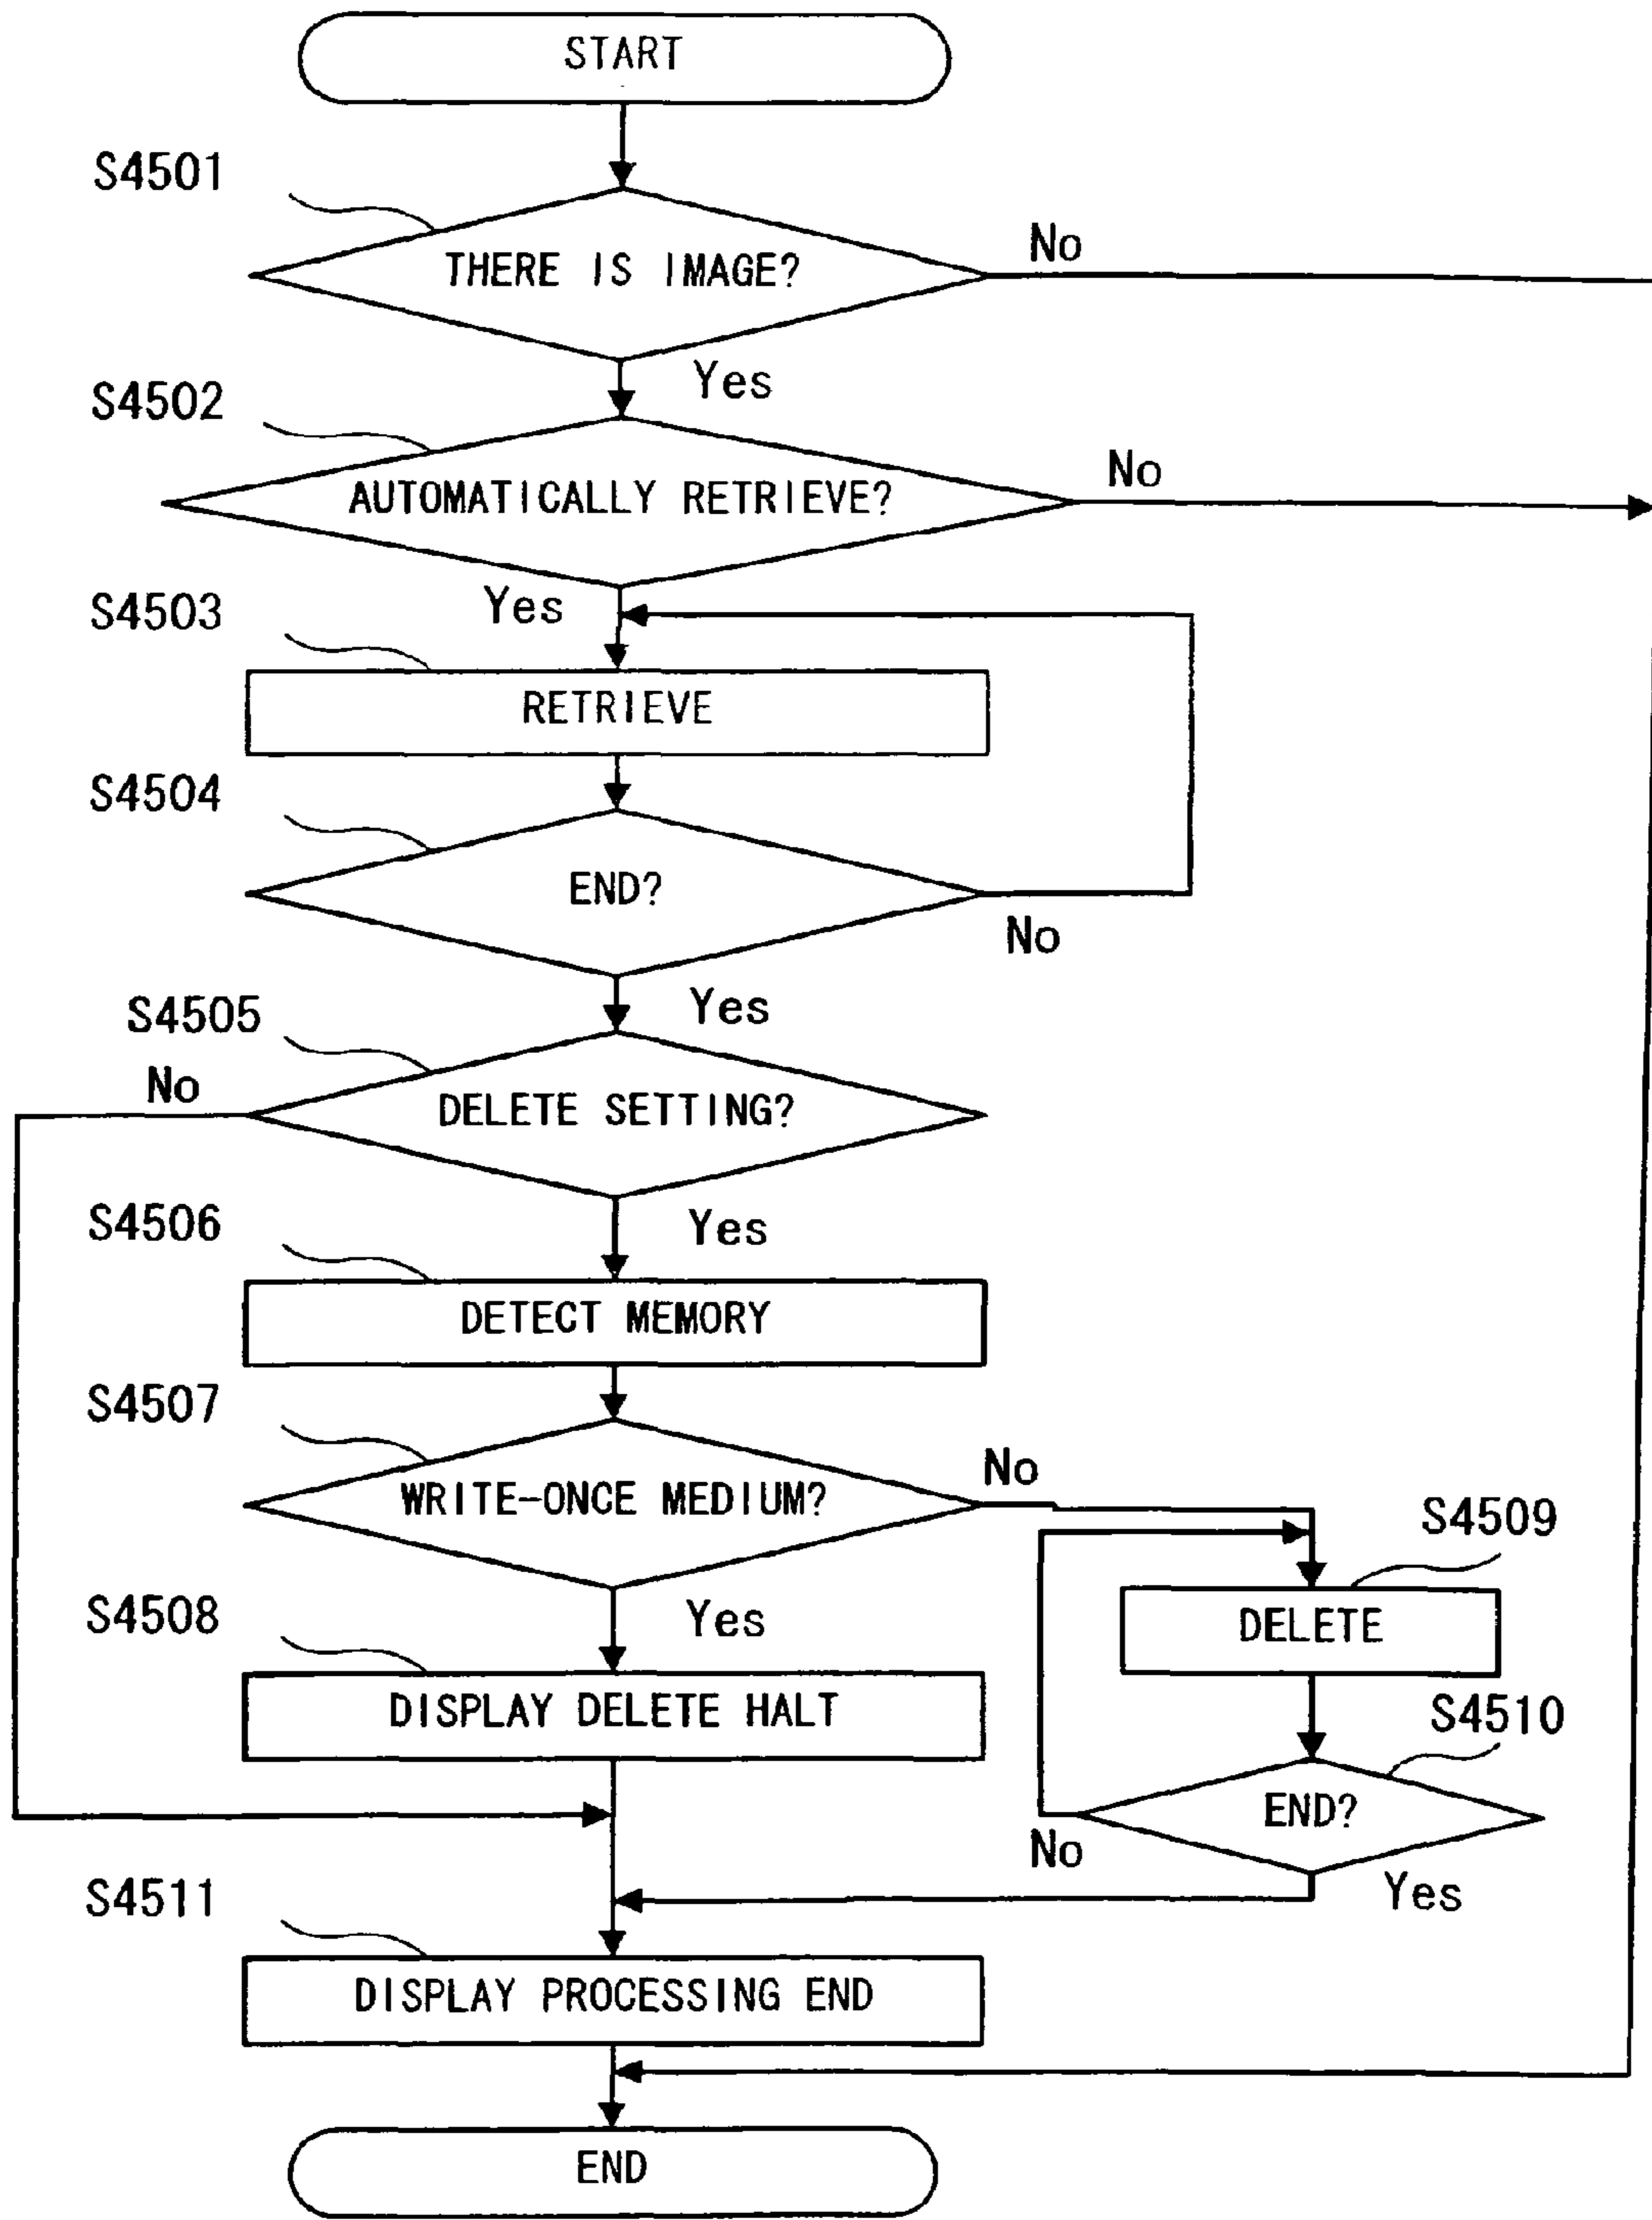 START
S4501
THERE IS IMAGE?
No
Yes
S4502
AUTOMATICALLY RETRIEVE?
No
Yes
S4503
RETRIEVE
S4504
END?
No
Yes
S4505
No
DELETE SETTING?
Yes
S4506
DETECT MEMORY
S4507
WRITE-ONCE MEDIUM?
No
Yes
S4508
DISPLAY DELETE HALT
S4509
DELETE
S4510
END?
No
Yes
S4511
DISPLAY PROCESSING END
END